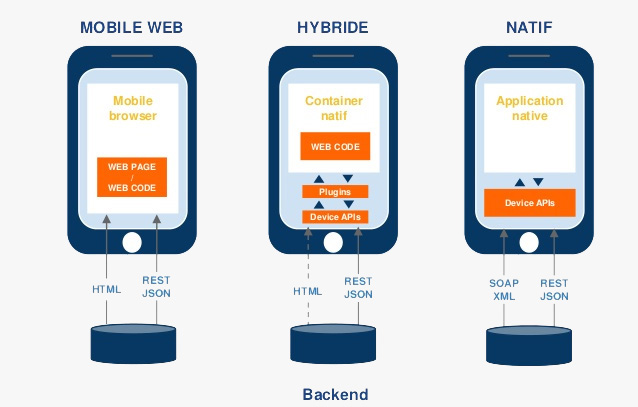 MOBILE WEB
Mobile
browser
WEB PAGE
/
WEB CODE
HTML
REST
JSON
HYBRIDE
Container
natif
WEB CODE
Plugins
Device APIs
HTML
REST
JSON
NATIF
Application
native
Device APIs
SOAP
XML
REST
JSON
Backend